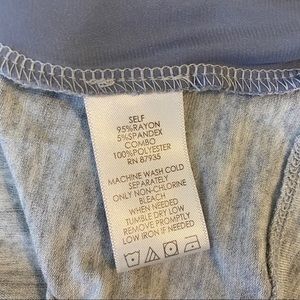 SELF
95%RAYON
5%SPANDEX
COMBO
100%POLYESTER
RN 87935
MACHINE WASH COLD
SEPARATELY
ONLY NON-CHLORINE
BLEACH
WHEN NEEDED
TUMBLE DRY LOW
REMOVE PROMPTLY
LOW IRON IF NEEDED